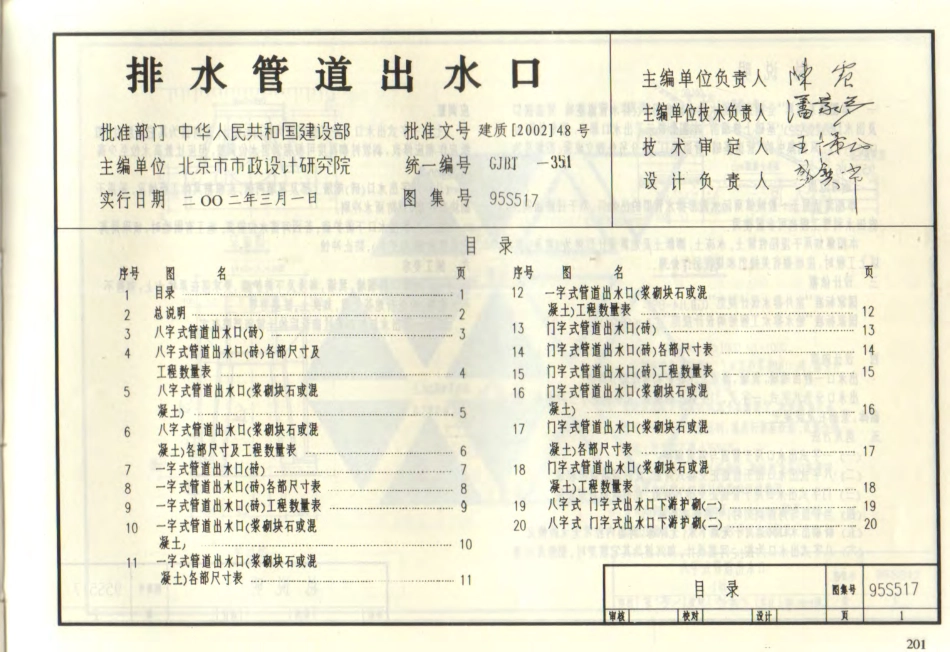 排水管道出水口
批准部门 中华人民共和国建设部 批准文号 建质[2002]48号
主编单位 北京市市政设计研究院 统一编号 GJBT —351
实行日期 二〇〇二年三月一日 图集号 95S517
主编单位负责人
主编单位技术负责人
技术审定人
设计负责人
目录
序号 图名 页
1 目录 1
2 总说明 2
3 八字式管道出水口(砖) 3
4 八字式管道出水口(砖)各部尺寸及
工程数量表 4
5 八字式管道出水口(浆砌块石或混
凝土) 5
6 八字式管道出水口(浆砌块石或混
凝土)各部尺寸及工程数量表 6
7 一字式管道出水口(砖) 7
8 一字式管道出水口(砖)各部尺寸表 8
9 一字式管道出水口(砖)工程数量表 9
10 一字式管道出水口(浆砌块石或混
凝土) 10
11 一字式管道出水口(浆砌块石或混
凝土)各部尺寸表 11
序号 图名 页
12 一字式管道出水口(浆砌块石或混
凝土)工程数量表 12
13 门字式管道出水口(砖) 13
14 门字式管道出水口(砖)各部尺寸表 14
15 门字式管道出水口(砖)工程数量表 15
16 门字式管道出水口(浆砌块石或混
凝土) 16
17 门字式管道出水口(浆砌块石或混
凝土)各部尺寸表 17
18 门字式管道出水口(浆砌块石或混
凝土)工程数量表 18
19 八字式 门字式出水口下游护砌(一) 19
20 八字式 门字式出水口下游护砌(二) 20
目录 图集号 95S517
审核 校对 设计 页 1
201